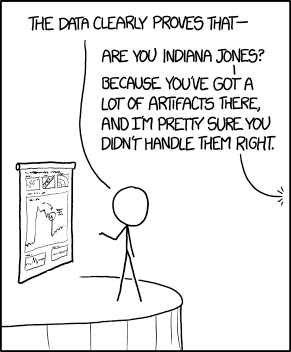 THE DATA CLEARLY PROVES THAT—
ARE YOU INDIANA JONES?
BECAUSE YOU'VE GOT A
LOT OF ARTIFACTS THERE,
AND I'M PRETTY SURE YOU
DIDN'T HANDLE THEM RIGHT.